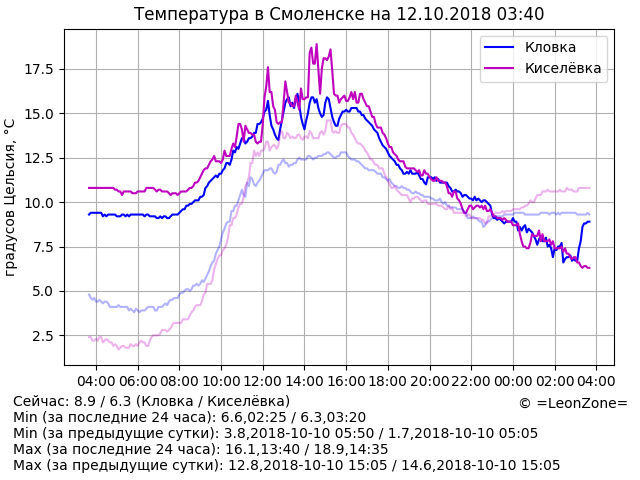 Температура в Смоленске на 12.10.2018 03:40
градусов Цельсия, °C
17.5
15.0
12.5
10.0
7.5
5.0
2.5
Кловка
Киселёвка
04:00 06:00 08:00 10:00 12:00 14:00 16:00 18:00 20:00 22:00 00:00 02:00 04:00
Сейчас: 8.9 / 6.3 (Кловка / Киселёвка)
© =LeonZone=
Min (за последние 24 часа): 6.6,02:25 / 6.3,03:20
Min (за предыдущие сутки): 3.8,2018-10-10 05:50 / 1.7,2018-10-10 05:05
Max (за последние 24 часа): 16.1,13:40 / 18.9,14:35
Max (за предыдущие сутки): 12.8,2018-10-10 15:05 / 14.6,2018-10-10 15:05